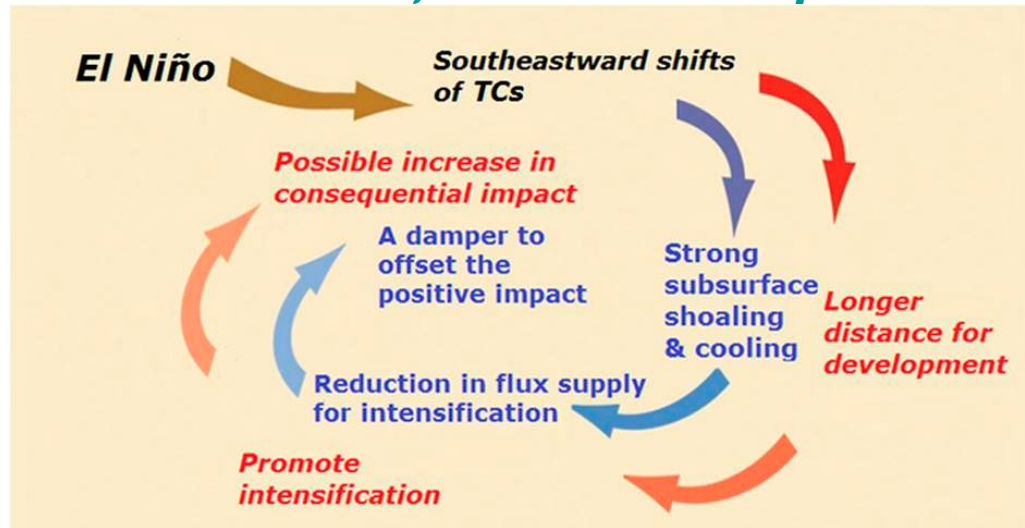 El Niño
Southeastward shifts
of TCs
Possible increase in
consequential impact
A damper to
offset the
positive impact
Strong
subsurface
shoaling
& cooling
Longer
distance for
development
Reduction in flux supply
for intensification
Promote
intensification